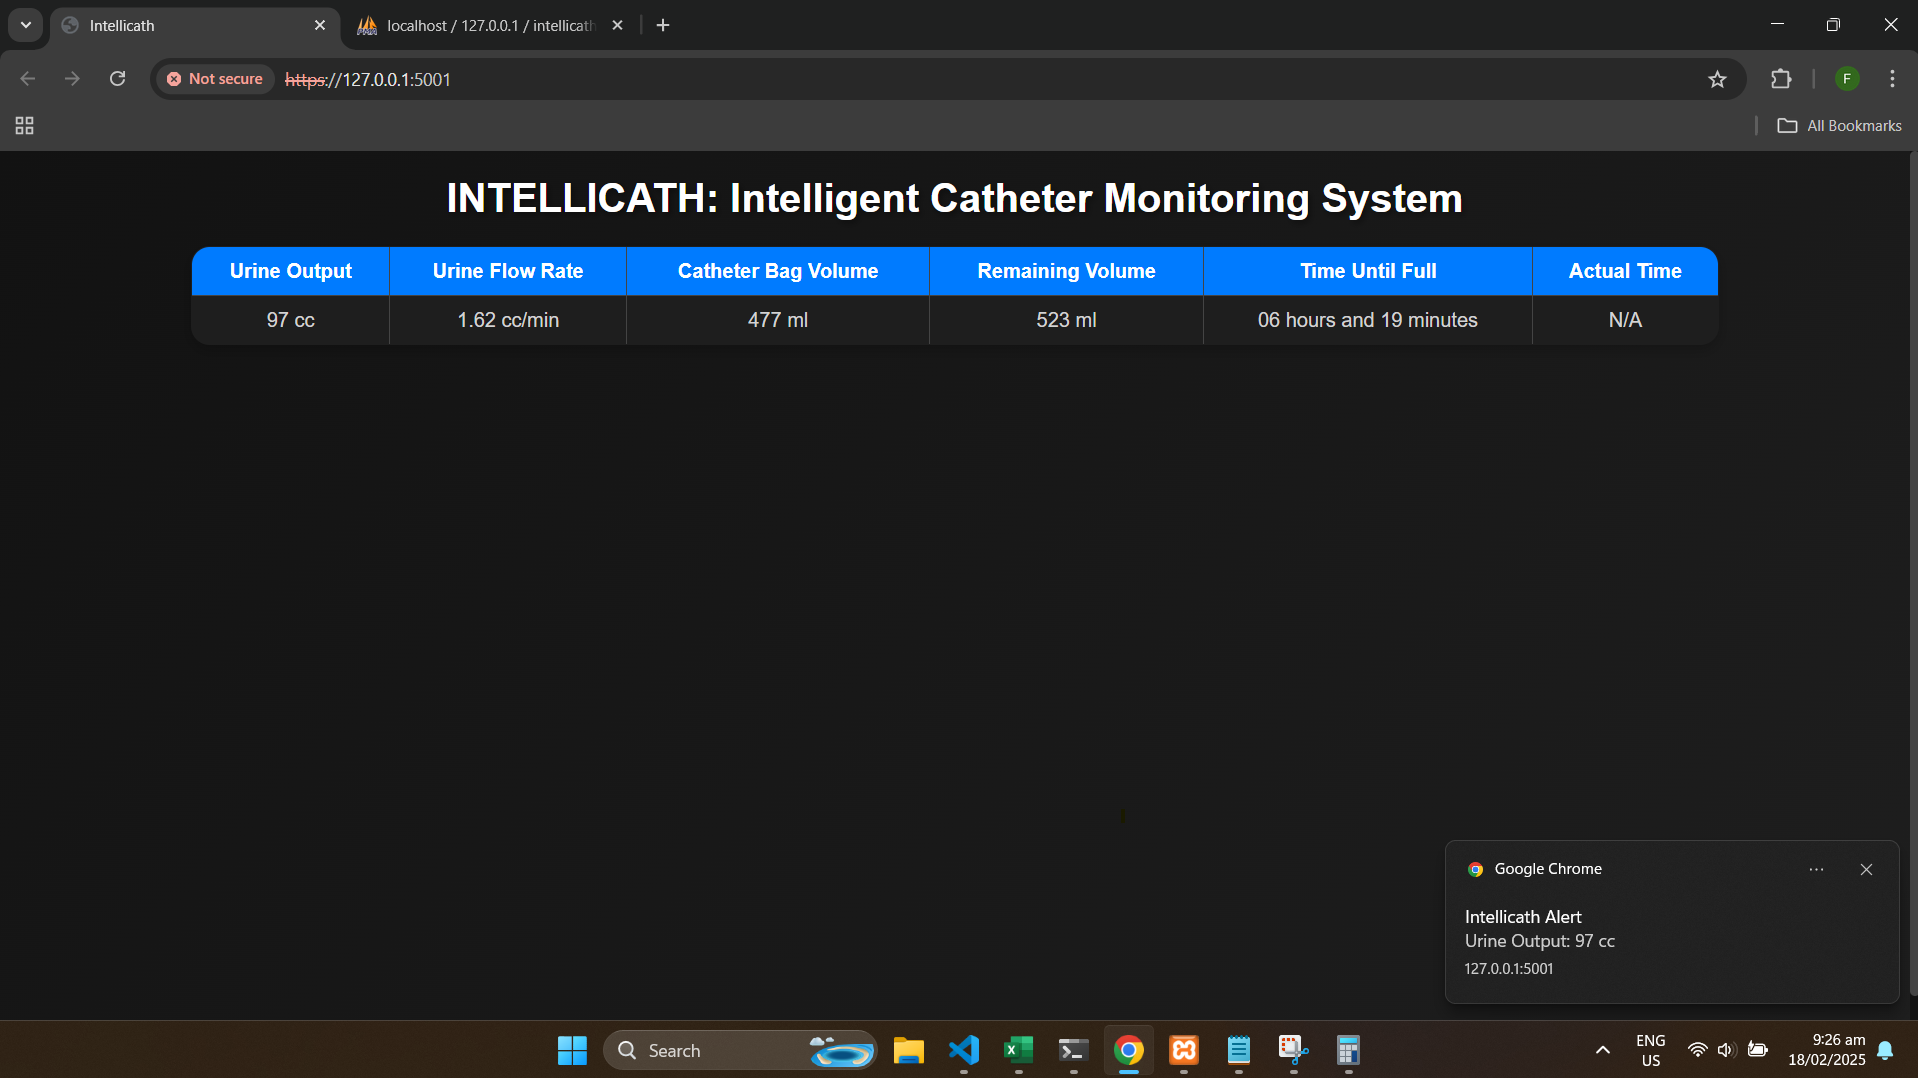 Intellicath
localhost / 127.0.0.1 / intellicath
Not secure
https://127.0.0.1:5001
F
All Bookmarks
INTELLICATH: Intelligent Catheter Monitoring System
Urine Output Urine Flow Rate Catheter Bag Volume Remaining Volume Time Until Full Actual Time
97 cc 1.62 cc/min 477 ml 523 ml 06 hours and 19 minutes N/A
Google Chrome
Intellicath Alert
Urine Output: 97 cc
127.0.0.1:5001
Search
ENG
US
9:26 am
18/02/2025